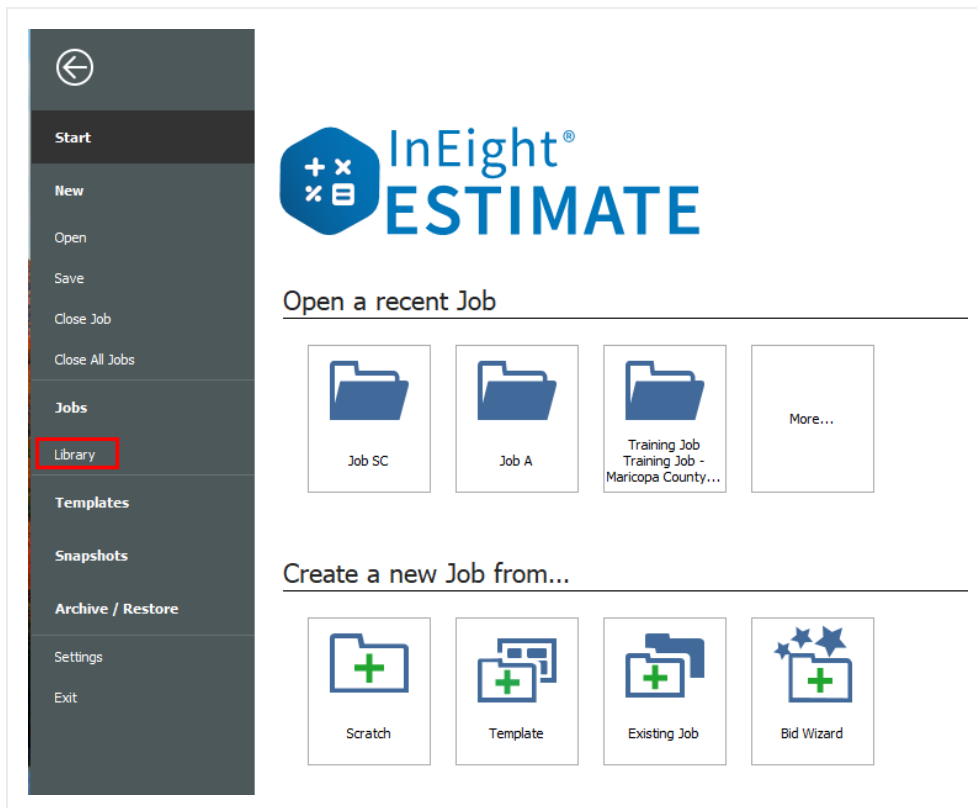 Start
New
Open
Save
Close Job
Close All Jobs
Jobs
Library
Templates
Snapshots
Archive / Restore
Settings
Exit
InEight®
ESTIMATE
Open a recent Job
Job SC
Job A
Training Job
Training Job -
Maricopa County...
More...
Create a new Job from...
Scratch
Template
Existing Job
Bid Wizard